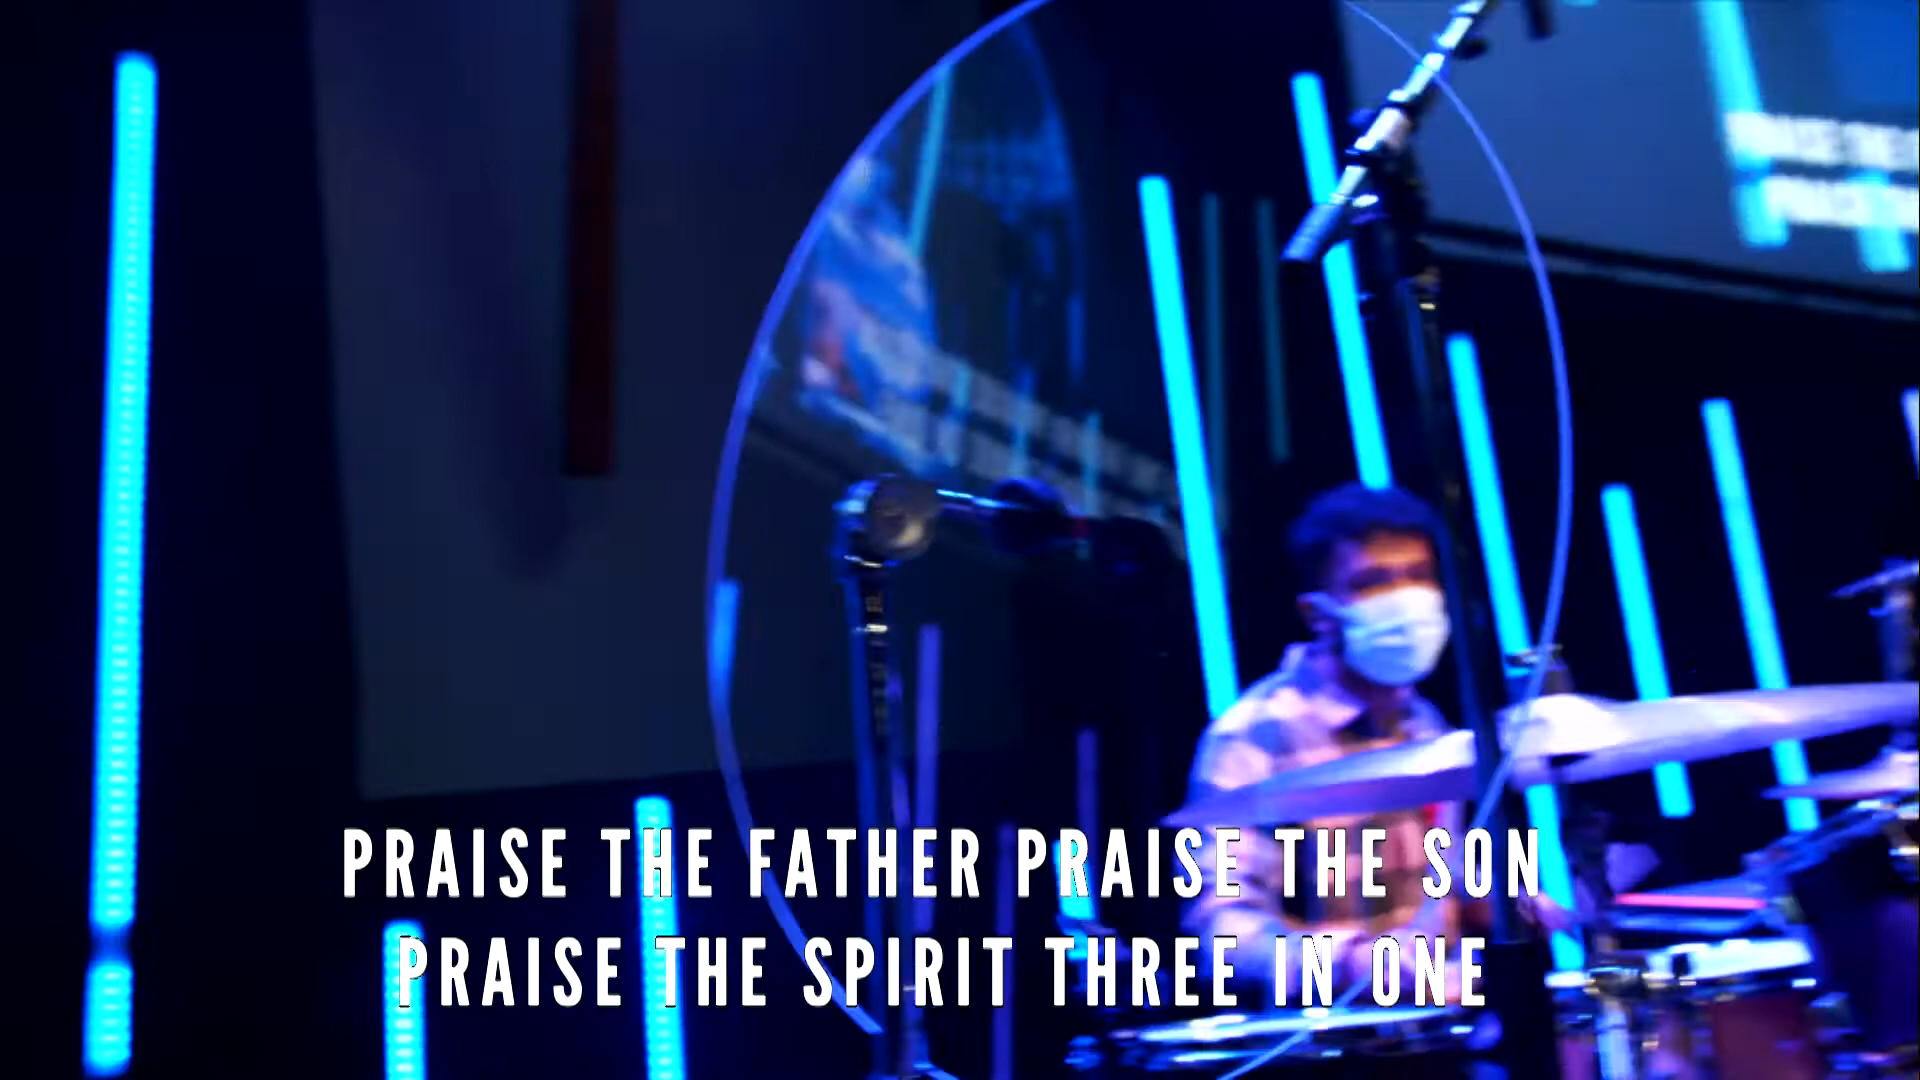 PRAISE THE FATHER PRAISE THE SON
PRAISE THE SPIRIT THREE IN ONE